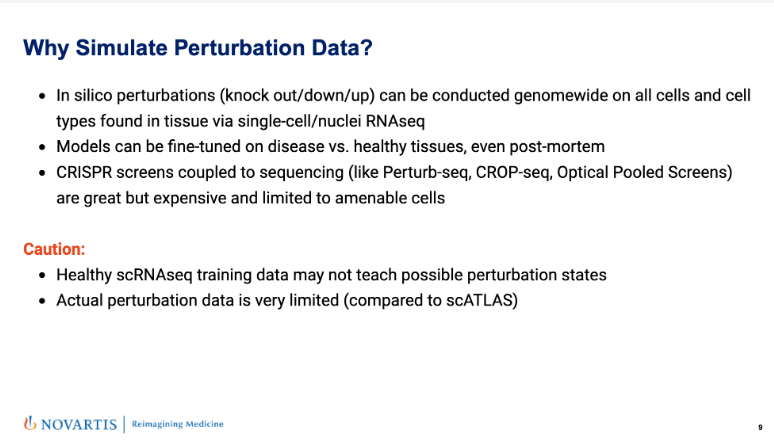 Why Simulate Perturbation Data?
• In silico perturbations (knock out/down/up) can be conducted genomewide on all cells and cell
types found in tissue via single-cell/nuclei RNAseq
• Models can be fine-tuned on disease vs. healthy tissues, even post-mortem
• CRISPR screens coupled to sequencing (like Perturb-seq, CROP-seq, Optical Pooled Screens)
are great but expensive and limited to amenable cells
Caution:
• Healthy scRNAseq training data may not teach possible perturbation states
• Actual perturbation data is very limited (compared to scATLAS)
NOVARTIS | Reimagining Medicine
9